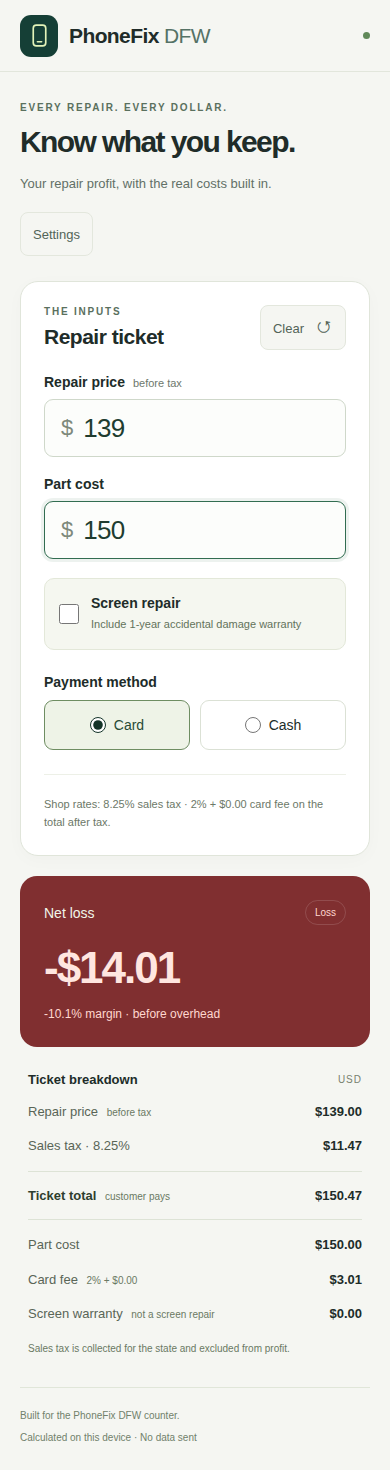 PhoneFix DFW
EVERY REPAIR. EVERY DOLLAR.
Know what you keep.
Your repair profit, with the real costs built in.
Settings
THE INPUTS
Repair ticket
Clear
Repair price before tax
$ 139
Part cost
$ 150
Screen repair
Include 1-year accidental damage warranty
Payment method
Card
Cash
Shop rates: 8.25% sales tax · 2% + $0.00 card fee on the
total after tax.
Net loss
Loss
-$14.01
-10.1% margin · before overhead
Ticket breakdown USD
Repair price before tax $139.00
Sales tax · 8.25% $11.47
Ticket total customer pays $150.47
Part cost $150.00
Card fee 2% + $0.00 $3.01
Screen warranty not a screen repair $0.00
Sales tax is collected for the state and excluded from profit.
Built for the PhoneFix DFW counter.
Calculated on this device · No data sent